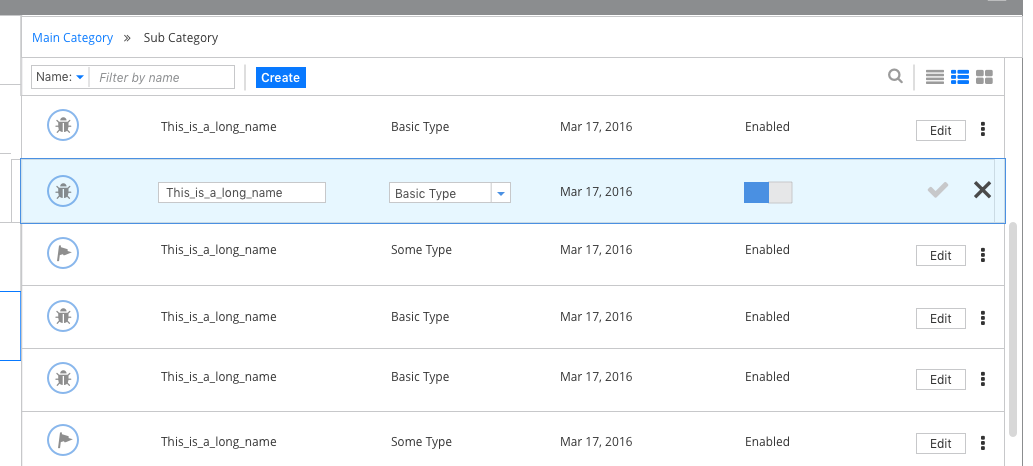 Main Category » Sub Category
Name: Filter by name Create
This_is_a_long_name Basic Type Mar 17, 2016 Enabled Edit
This_is_a_long_name Basic Type Mar 17, 2016
This_is_a_long_name Some Type Mar 17, 2016 Enabled Edit
This_is_a_long_name Basic Type Mar 17, 2016 Enabled Edit
This_is_a_long_name Basic Type Mar 17, 2016 Enabled Edit
This_is_a_long_name Some Type Mar 17, 2016 Enabled Edit